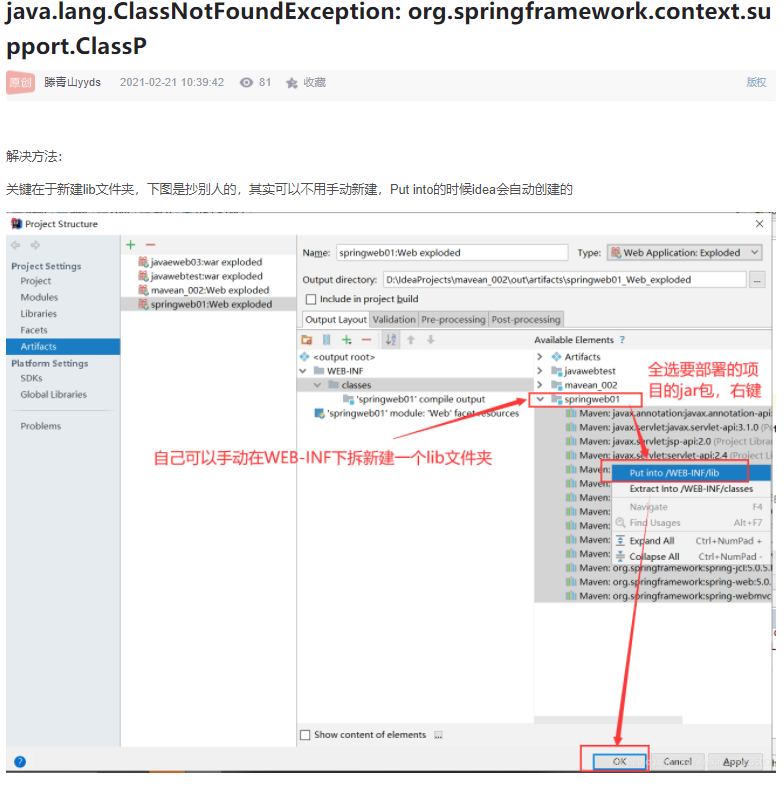 java.lang.ClassNotFoundException: org.springframework.context.su
pport.ClassP
原创 滕青山yyds 2021-02-21 10:39:42 81 收藏 版权
解决方法：
关键在于新建lib文件夹，下图是抄别人的，其实可以不用手动新建，Put into的时候idea会自动创建的
Project Structure
Project Settings
Project
Modules
Libraries
Facets
Artifacts
Platform Settings
SDKs
Global Libraries
Problems
javaeweb03:war exploded
javawebtest:war exploded
mavean_002:Web exploded
springweb01:Web exploded
Name: springweb01:Web exploded Type: Web Application: Exploded
Output directory: D:\IdeaProjects\mavean_002\out\artifacts\springweb01_Web_exploded ...
Include in project build
Output Layout Validation Pre-processing Post-processing
Available Elements ?
<output root>
WEB-INF
classes
'springweb01' compile output
'springweb01' module: 'Web' facet resources
自己可以手动在WEB-INF下拆新建一个lib文件夹
Artifacts
javawebtest
mavean_002
springweb01
全选要部署的项
目的jar包，右键
Maven: javax.annotation:javax.annotation-api:
Maven: javax.servlet:javax.servlet-api:3.1.0
Maven: javax.servlet:jsp-api:2.0 (Project Librar
Maven: javax.servlet:servlet-api:2.4 (Project Li
Maven:
Maven:
Maven:
Maven:
Maven:
Maven:
Maven:
Maven: org.springframework:spring-jcl:5.0.5.
Maven: org.springframework:spring-web:5.0.
Maven: org.springframework:spring-webmvc
Put into /WEB-INF/lib
Extract Into /WEB-INF/classes
Navigate F4
Find Usages Alt+F7
Expand All Ctrl+NumPad +
Collapse All Ctrl+NumPad -
Show content of elements ...
? OK Cancel Apply